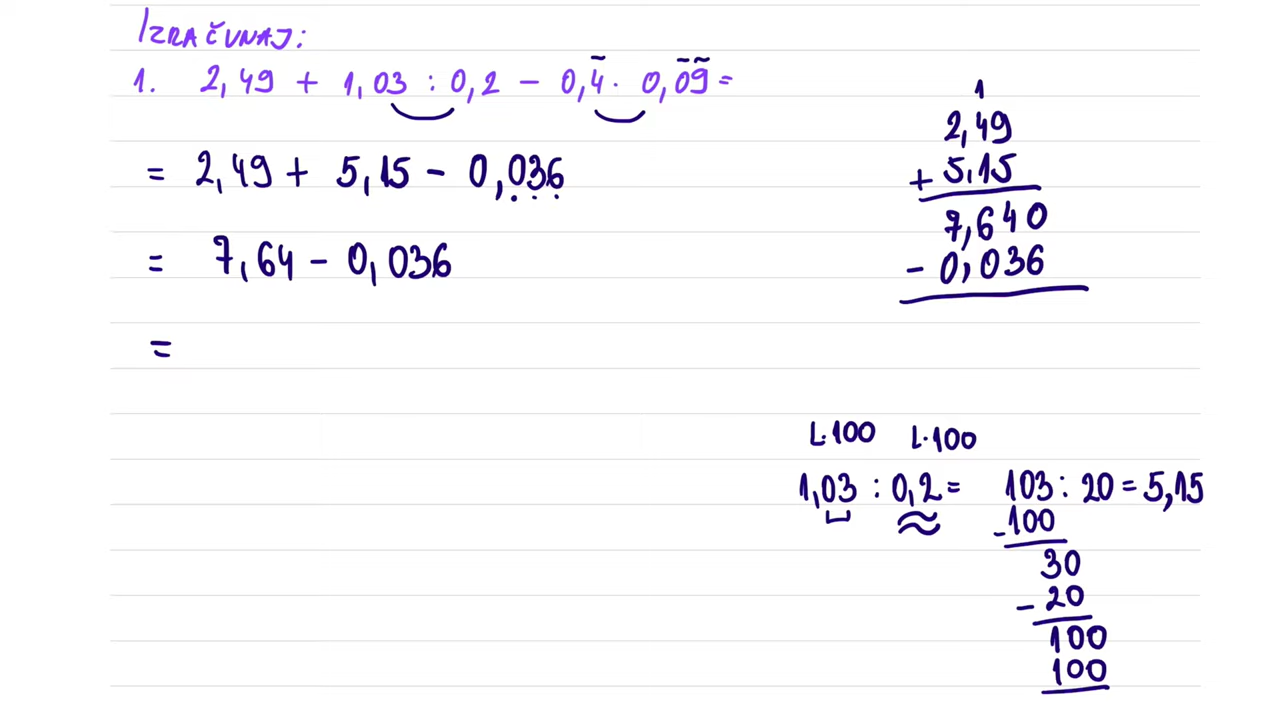 IZRAČUNAJ:
1. 2,49 + 1,03 : 0,2 - 0,4 · 0,09 =
= 2,49 + 5,15 - 0,036
= 7,64 - 0,036
=
1
2,49
+ 5,15
7,640
- 0,036
L·100 L·100
1,03 : 0,2 = 103 : 20 = 5,15
-100
30
- 20
100
100